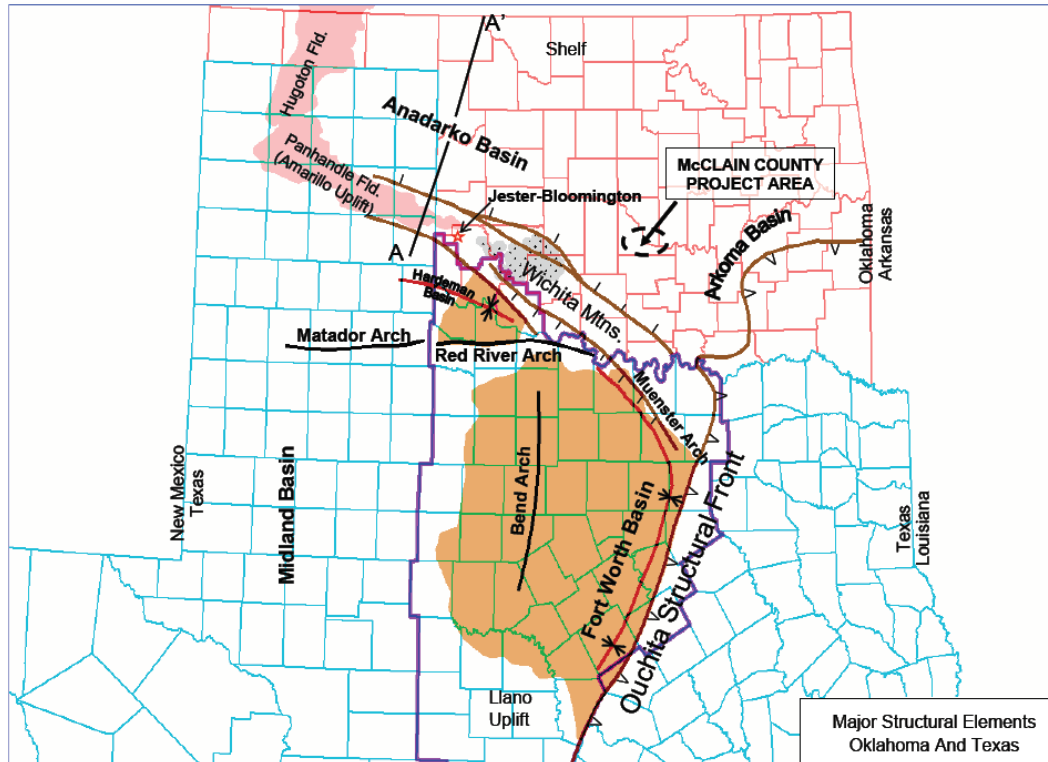 A'
Shelf
Hugoton Fld.
Anadarko Basin
McCLAIN COUNTY
PROJECT AREA
Panhandle Fld.
(Amarillo Uplift)
Jester-Bloomington
Arkoma Basin
Oklahoma
Arkansas
A
Hardeman
Basin
Wichita Mtns.
Matador Arch
Red River Arch
Muenster Arch
New Mexico
Texas
Midland Basin
Bend Arch
Fort Worth Basin
Ouchita Structural Front
Texas
Louisiana
Llano
Uplift
Major Structural Elements
Oklahoma And Texas